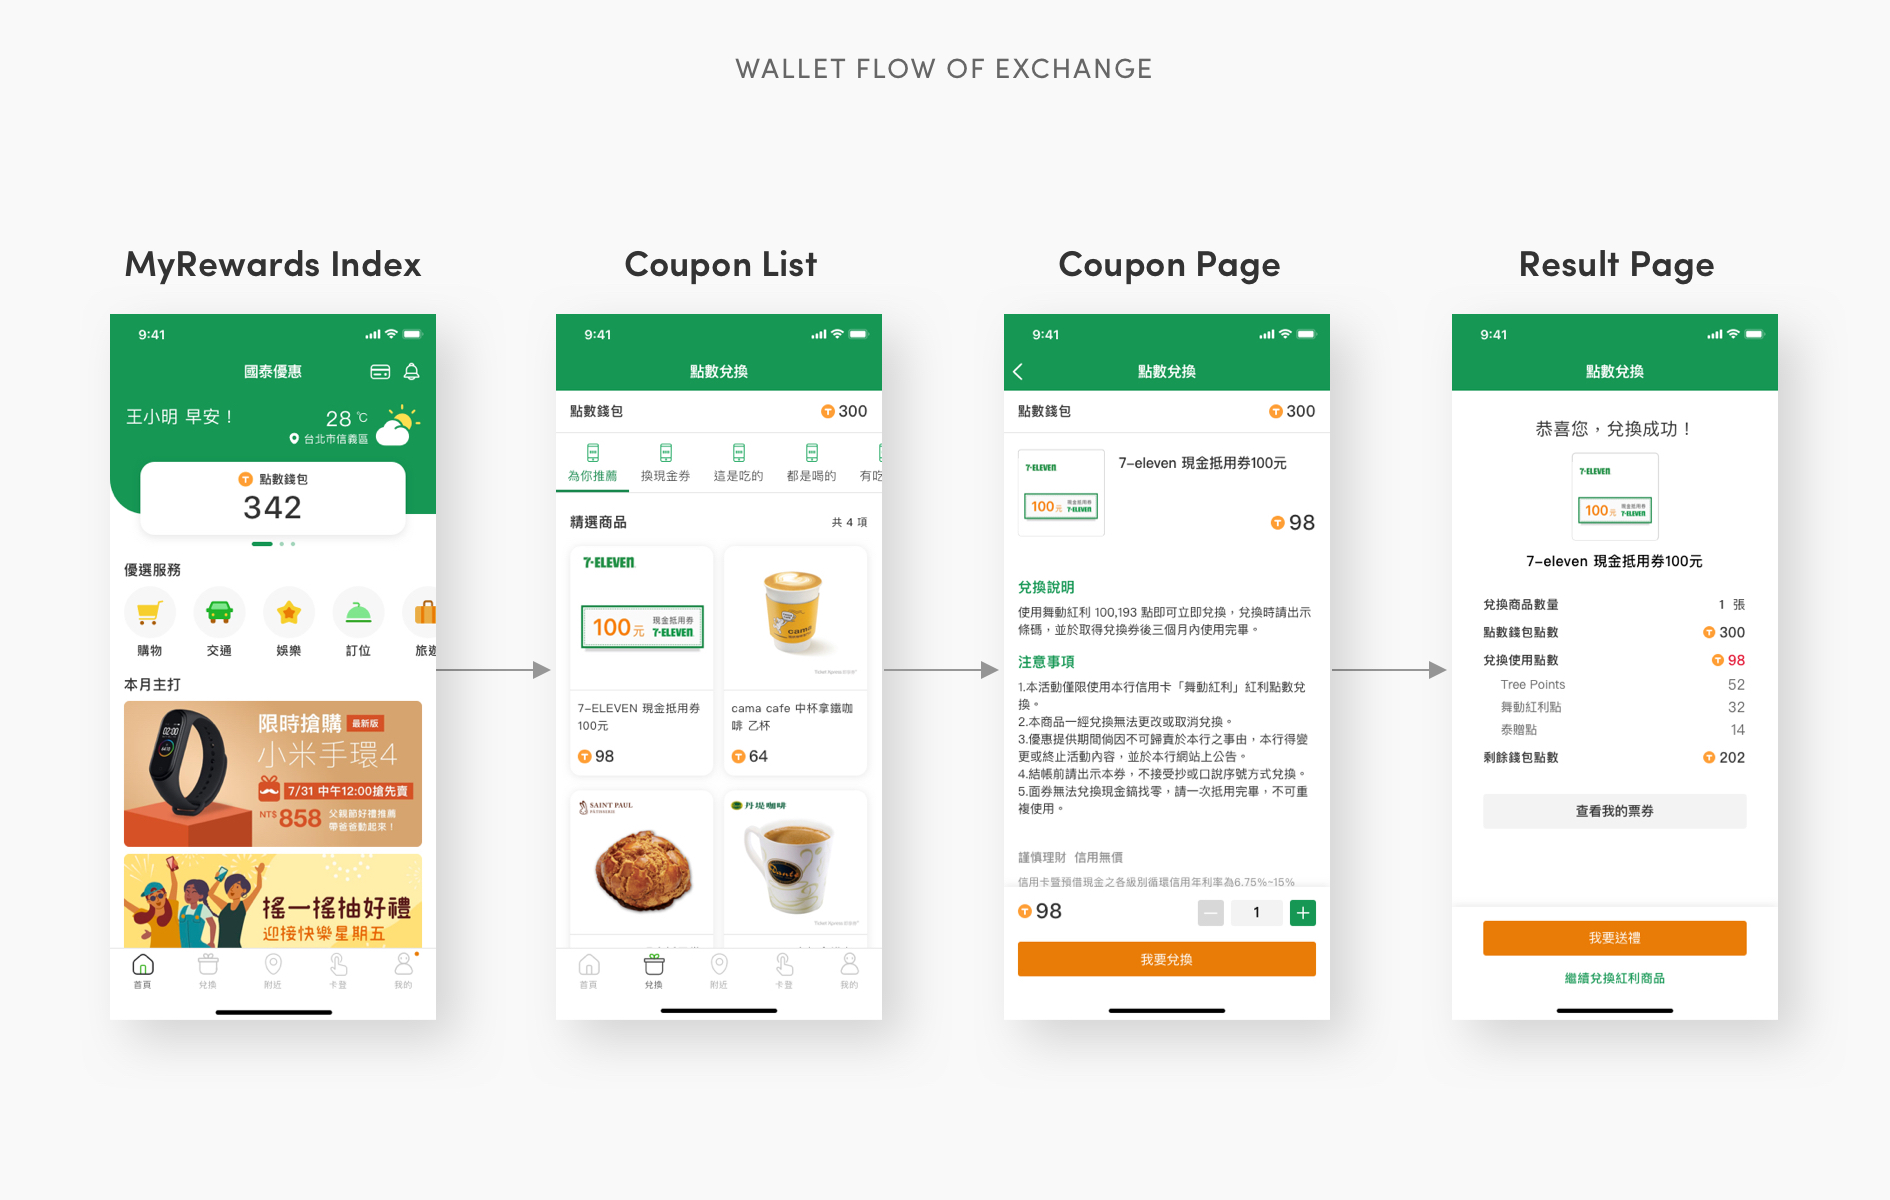 WALLET FLOW OF EXCHANGE
MyRewards Index
9:41
國泰優惠
王小明 早安！
28 °C
台北市信義區
點數錢包
342
優選服務
購物
交通
娛樂
訂位
本月主打
限時搶購 最新版
小米手環4
7/31 中午12:00搶先賣
NT$ 858 父親節好禮推薦
帶爸爸動起來！
搖一搖抽好禮
迎接快樂星期五
首頁
兌換
附近
卡登
我的
Coupon List
9:41
點數兌換
點數錢包
300
為你推薦
換現金券
這是吃的
都是喝的
有吃
精選商品
共 4 項
7-ELEVEN
100元 現金抵用券
7-ELEVEN
7-ELEVEN 現金抵用券
100元
98
cama
cama cafe 中杯拿鐵咖
啡 乙杯
64
SAINT PAUL
PATISSERIE
丹堤咖啡
Dante
首頁
兌換
附近
卡登
我的
Coupon Page
9:41
點數兌換
點數錢包
300
7-ELEVEN
100元 現金抵用券
7-ELEVEN
7-eleven 現金抵用券100元
98
兌換說明
使用舞動紅利 100,193 點即可立即兌換，兌換時請出示
條碼，並於取得兌換券後三個月內使用完畢。
注意事項
1.本活動僅限使用本行信用卡「舞動紅利」紅利點數兌
換。
2.本商品一經兌換無法更改或取消兌換。
3.優惠提供期間倘因不可歸責於本行之事由，本行得變
更或終止活動內容，並於本行網站上公告。
4.結帳前請出示本券，不接受抄或口說序號方式兌換。
5.面券無法兌換現金鎬找零，請一次抵用完畢，不可重
複使用。
謹慎理財 信用無價
信用卡暨預借現金之各級別循環信用年利率為6.75%~15%
98
1
我要兌換
Result Page
9:41
點數兌換
恭喜您，兌換成功！
7-ELEVEN
100元 現金抵用券
7-ELEVEN
7-eleven 現金抵用券100元
兌換商品數量
1 張
點數錢包點數
300
兌換使用點數
98
Tree Points
52
舞動紅利點
32
泰贈點
14
剩餘錢包點數
202
查看我的票券
我要送禮
繼續兌換紅利商品